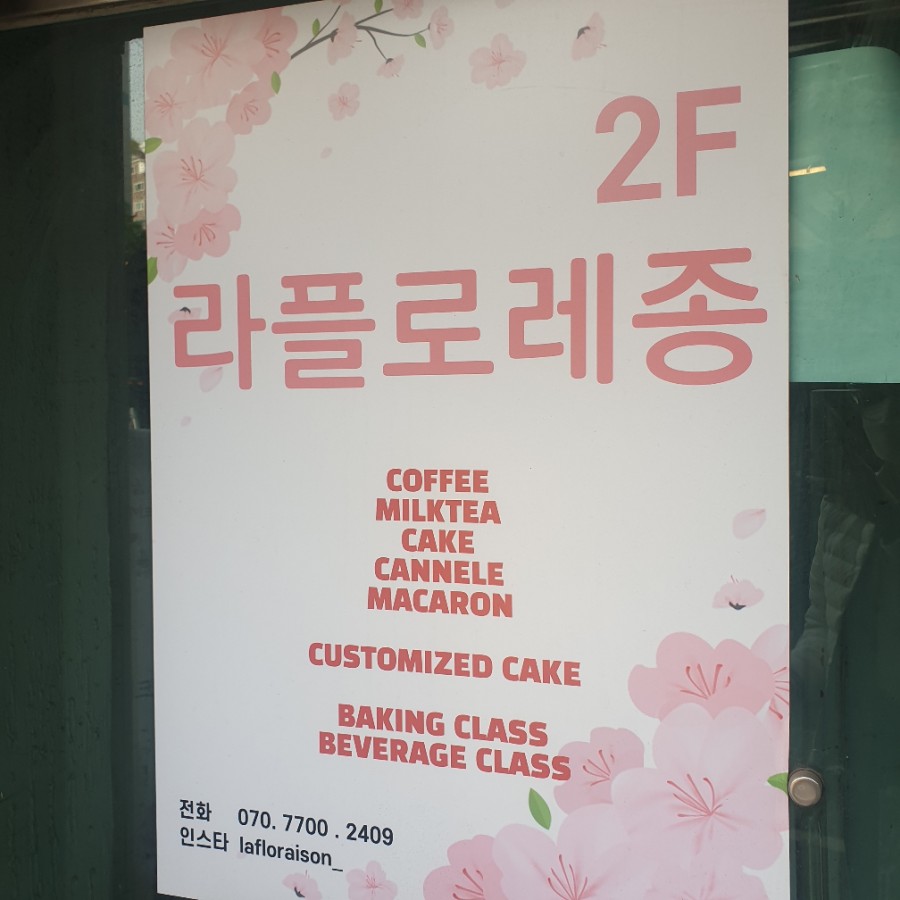 2F
라플로레종
COFFEE
MILKTEA
CAKE
CANNELE
MACARON
CUSTOMIZED CAKE
BAKING CLASS
BEVERAGE CLASS
전화 070. 7700 . 2409
인스타 lafloraison_